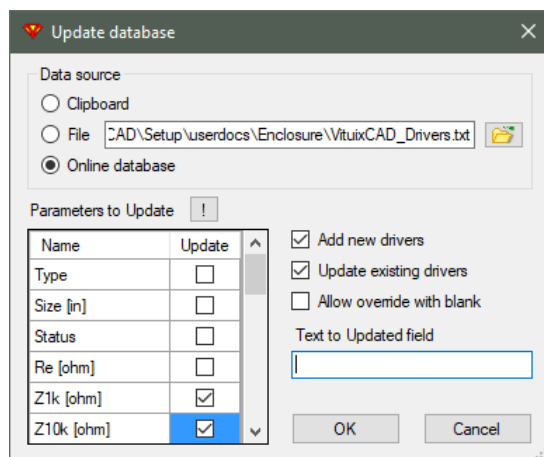 Update database
Data source
Clipboard
File CAD\Setup\userdocs\Enclosure\VituixCAD_Drivers.txt
Online database
Parameters to Update !
Name Update
Type
Size [in]
Status
Re [ohm]
Z1k [ohm]
Z10k [ohm]
Add new drivers
Update existing drivers
Allow override with blank
Text to Updated field
OK Cancel